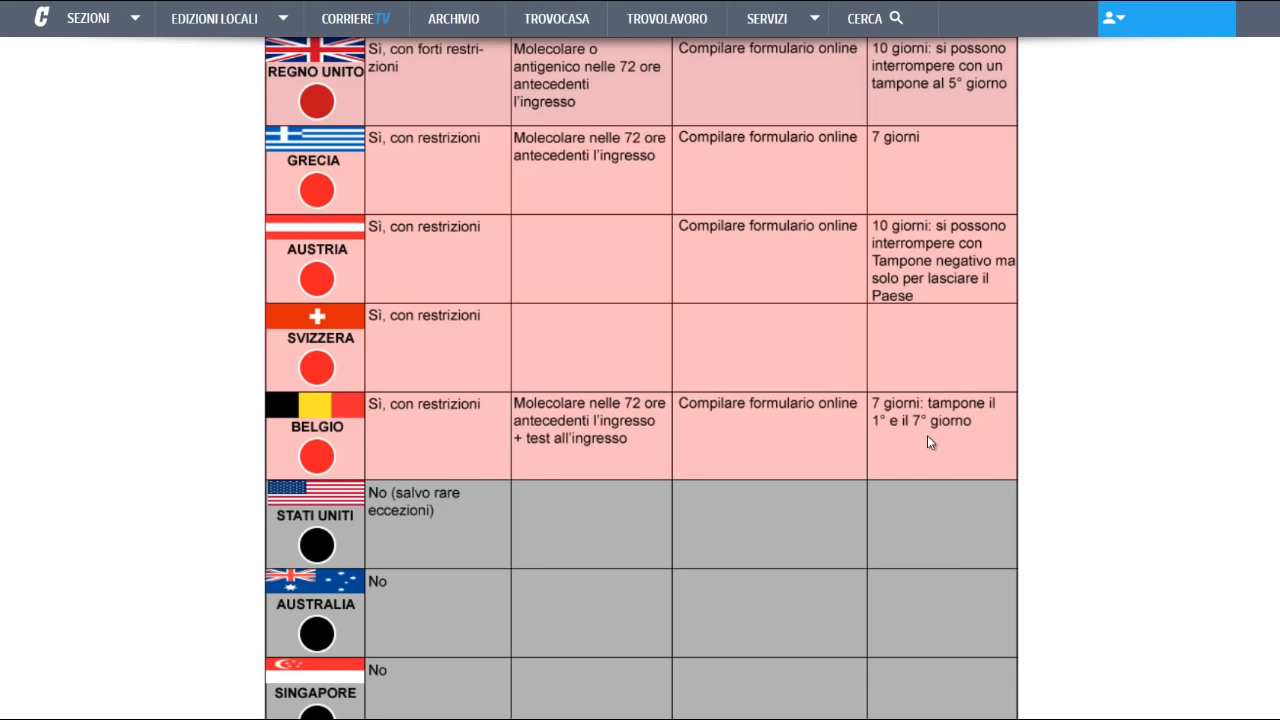 SEZIONI
EDIZIONI LOCALI
CORRIERETV
ARCHIVIO
TROVOCASA
TROVOLAVORO
SERVIZI
CERCA
REGNO UNITO
Sì, con forti restri-
zioni
Molecolare o
antigenico nelle 72 ore
antecedenti
l'ingresso
Compilare formulario online
10 giorni: si possono
interrompere con un
tampone al 5° giorno
GRECIA
Sì, con restrizioni
Molecolare nelle 72 ore
antecedenti l'ingresso
Compilare formulario online
7 giorni
AUSTRIA
Sì, con restrizioni
Compilare formulario online
10 giorni: si possono
interrompere con
Tampone negativo ma
solo per lasciare il
Paese
SVIZZERA
Sì, con restrizioni
BELGIO
Sì, con restrizioni
Molecolare nelle 72 ore
antecedenti l'ingresso
+ test all'ingresso
Compilare formulario online
7 giorni: tampone il
1° e il 7° giorno
STATI UNITI
No (salvo rare
eccezioni)
AUSTRALIA
No
SINGAPORE
No